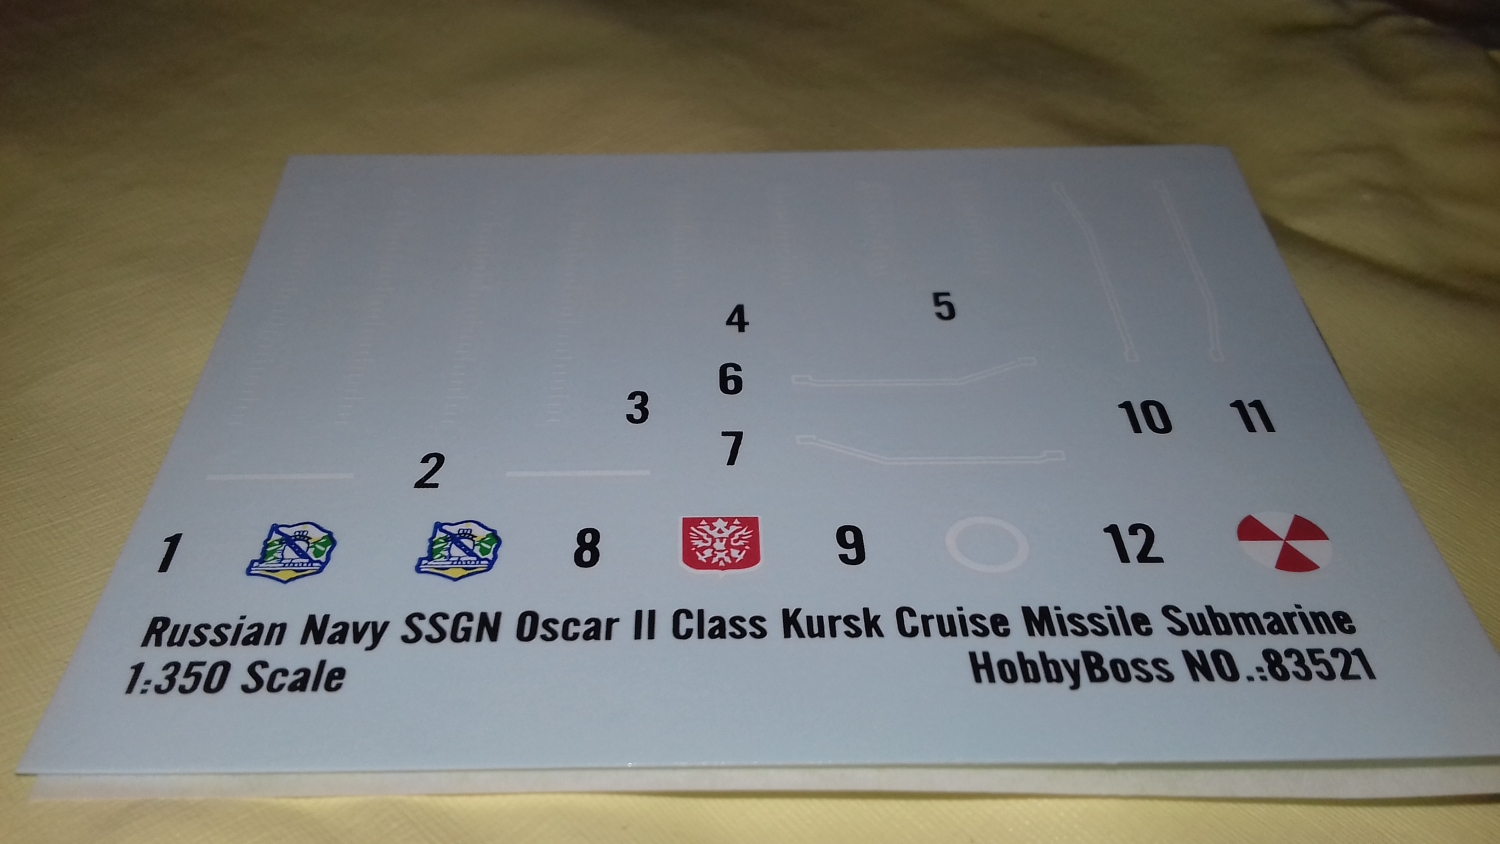 4 5
6
3
7
10 11
2
1 8 9 12
Russian Navy SSGN Oscar II Class Kursk Cruise Missile Submarine
1:350 Scale HobbyBoss NO.:83521